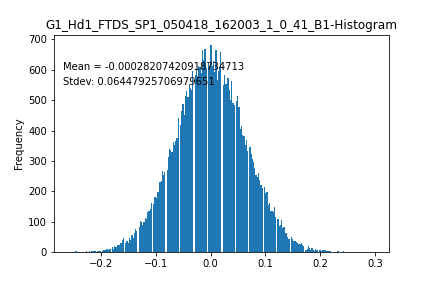 G1_Hd1_FTDS_SP1_050418_162003_1_0_41_B1-Histogram
700
600
500
400
300
200
100
0
Frequency
Mean = -0.00028207420918734713
Stdev: 0.06447925706979651
−0.2 −0.1 0.0 0.1 0.2 0.3